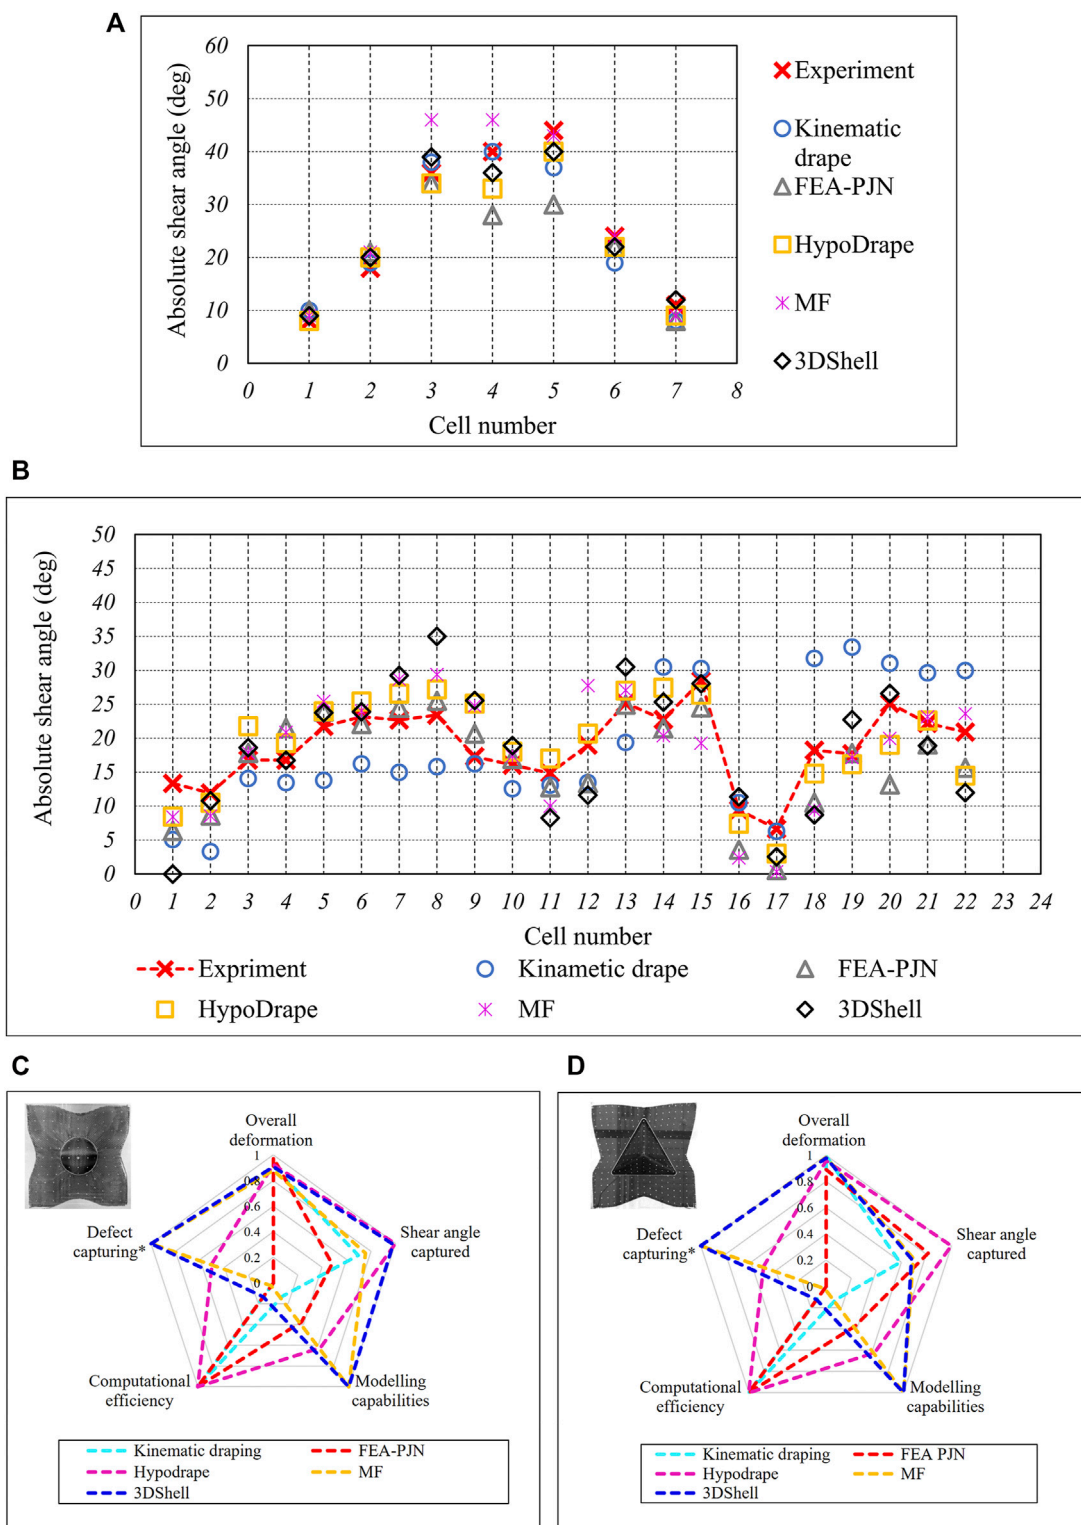 A
Absolute shear angle (deg)
60
50
40
30
20
10
0
0 1 2 3 4 5 6 7 8
Cell number
Experiment
Kinematic
drape
FEA-PJN
HypoDrape
MF
3DShell
B
Absolute shear angle (deg)
50
45
40
35
30
25
20
15
10
5
0
0 1 2 3 4 5 6 7 8 9 10 11 12 13 14 15 16 17 18 19 20 21 22 23 24
Cell number
Expriment Kinametic drape FEA-PJN
HypoDrape MF 3DShell
C
Overall
deformation
1
0.8
0.6
0.4
0.2
0
Defect
capturing*
Shear angle
captured
Computational
efficiency
Modelling
capabilities
Kinematic draping FEA-PJN
Hypodrape MF
3DShell
D
Overall
deformation
1
0.8
0.6
0.4
0.2
0
Defect
capturing*
Shear angle
captured
Computational
efficiency
Modelling
capabilities
Kinematic draping FEA PJN
Hypodrape MF
3DShell